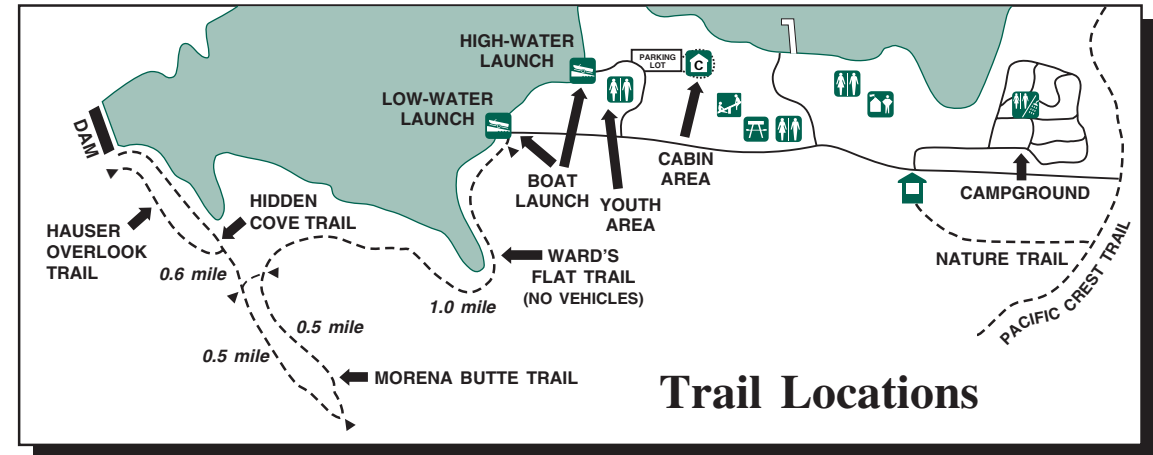 HIGH-WATER
LAUNCH
PARKING
LOT
C
LOW-WATER
LAUNCH
DAM
BOAT
LAUNCH
YOUTH
AREA
CABIN
AREA
CAMPGROUND
HIDDEN
COVE TRAIL
HAUSER
OVERLOOK
TRAIL
0.6 mile
WARD'S
FLAT TRAIL
(NO VEHICLES)
1.0 mile
NATURE TRAIL
PACIFIC CREST TRAIL
0.5 mile
0.5 mile
MORENA BUTTE TRAIL
Trail Locations